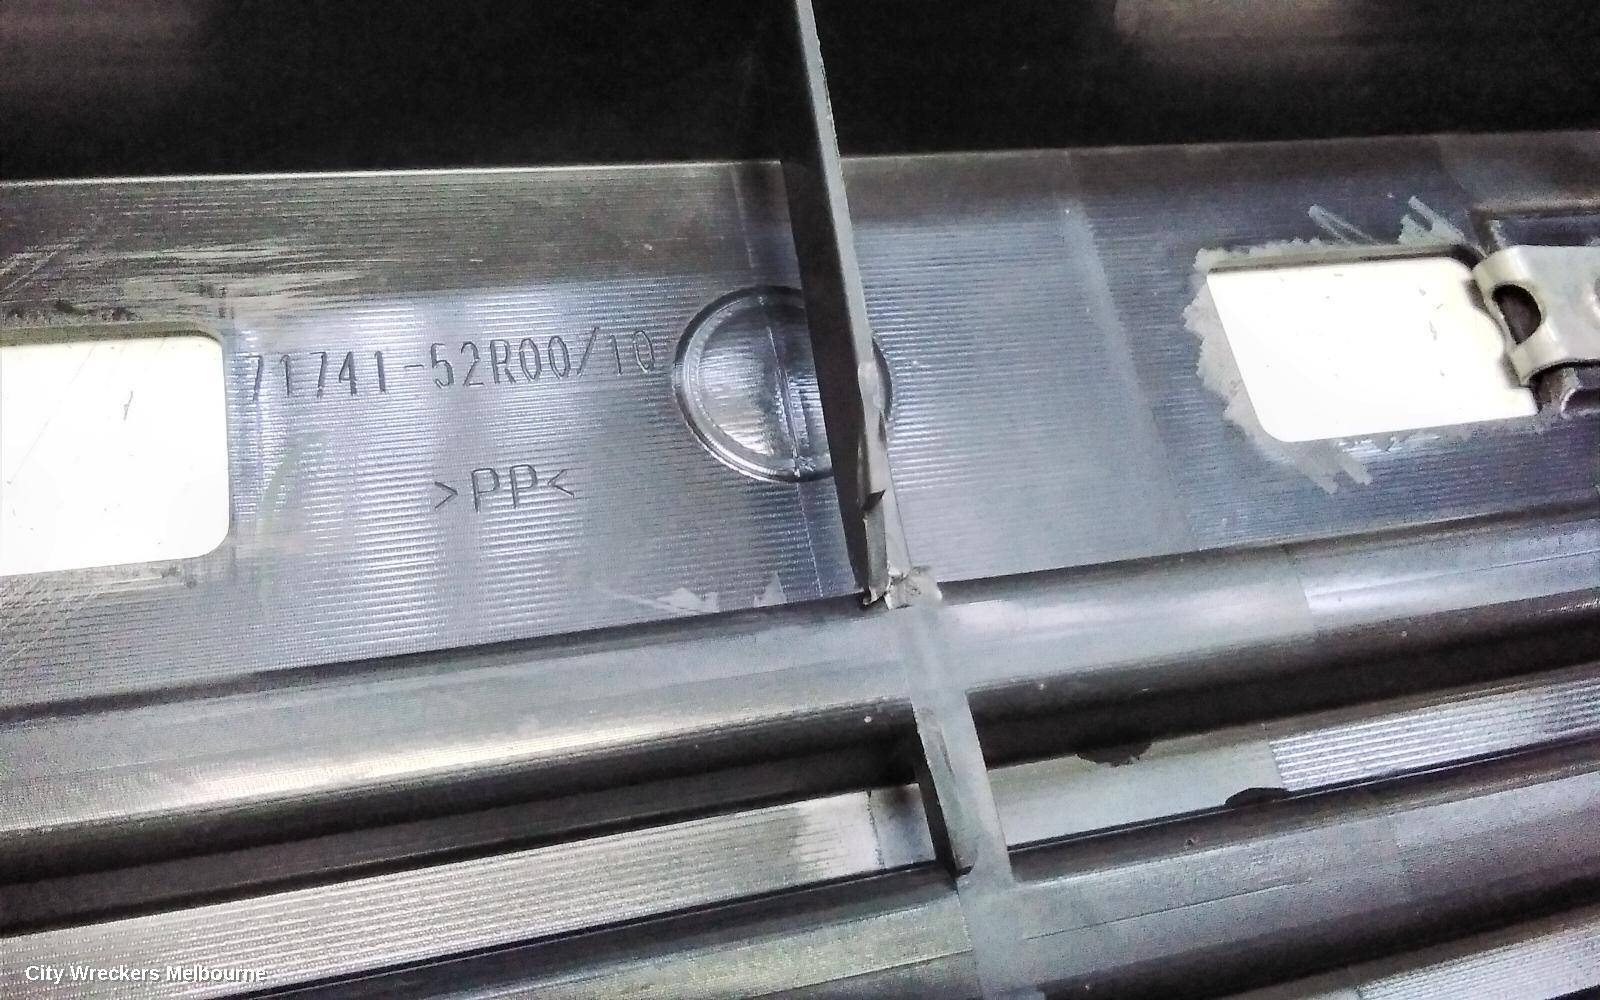 71741-52R00/10
>PP<
City Wreckers Melbourne